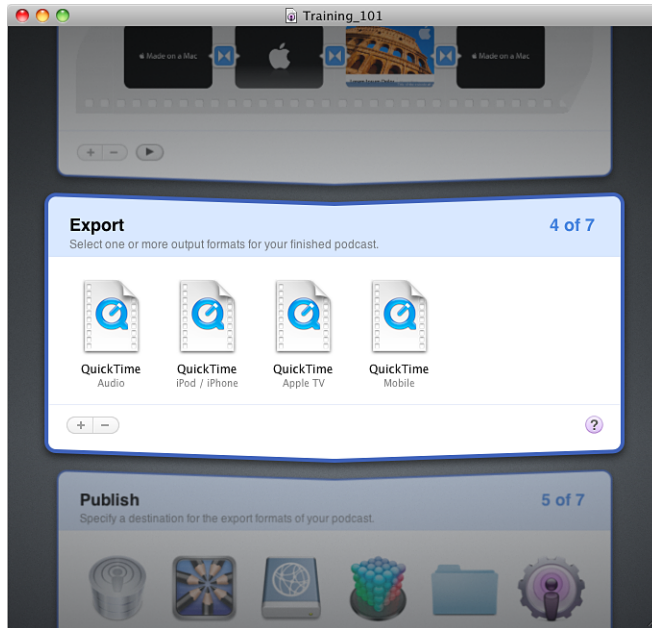 Training_101
Made on a Mac
Made on a Mac
+ −
Export
4 of 7
Select one or more output formats for your finished podcast.
QuickTime QuickTime QuickTime QuickTime
Audio iPod / iPhone Apple TV Mobile
+ −
?
Publish
5 of 7
Specify a destination for the export formats of your podcast.